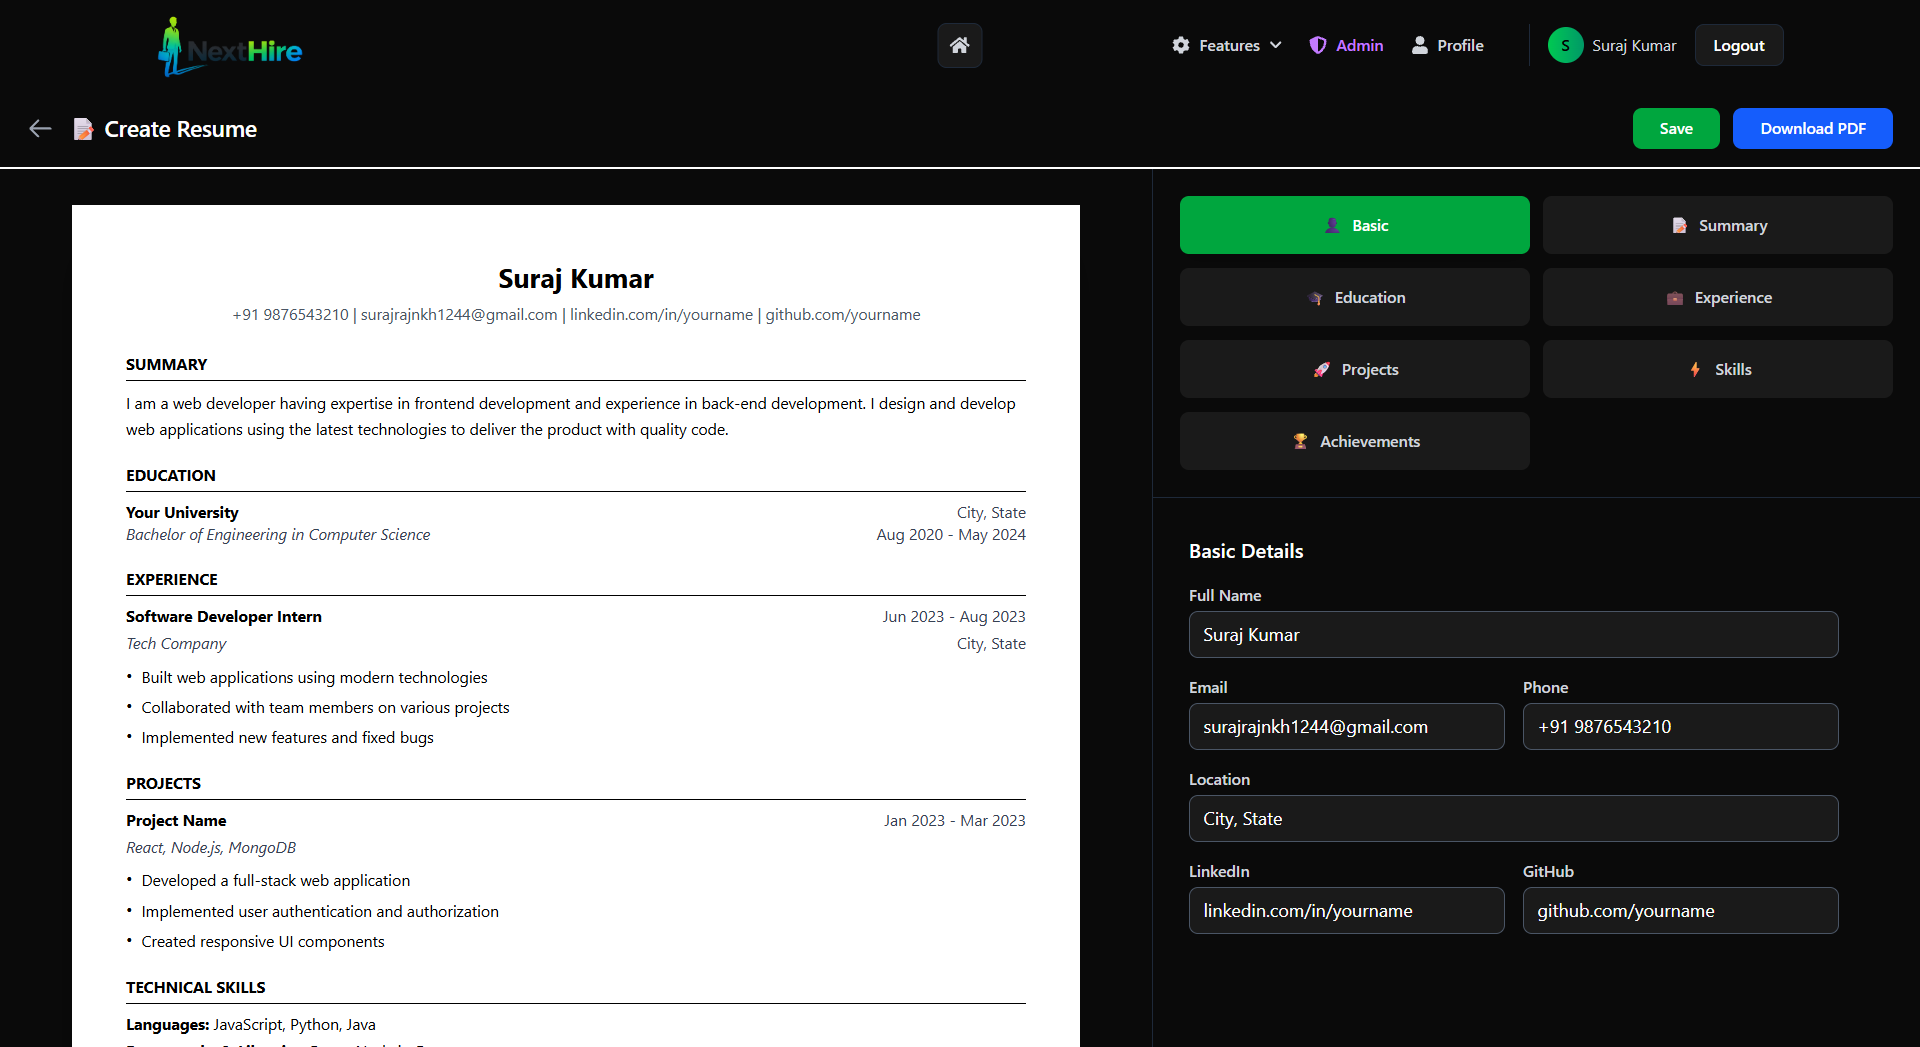 NextHire
Features
Admin
Profile
S
Suraj Kumar
Logout
Create Resume
Save
Download PDF
Suraj Kumar
+91 9876543210 | surajrajnkh1244@gmail.com | linkedin.com/in/yourname | github.com/yourname
SUMMARY
I am a web developer having expertise in frontend development and experience in back-end development. I design and develop
web applications using the latest technologies to deliver the product with quality code.
EDUCATION
Your University City, State
Bachelor of Engineering in Computer Science Aug 2020 - May 2024
EXPERIENCE
Software Developer Intern Jun 2023 - Aug 2023
Tech Company City, State
• Built web applications using modern technologies
• Collaborated with team members on various projects
• Implemented new features and fixed bugs
PROJECTS
Project Name Jan 2023 - Mar 2023
React, Node.js, MongoDB
• Developed a full-stack web application
• Implemented user authentication and authorization
• Created responsive UI components
TECHNICAL SKILLS
Languages: JavaScript, Python, Java
Basic
Summary
Education
Experience
Projects
Skills
Achievements
Basic Details
Full Name
Suraj Kumar
Email
surajrajnkh1244@gmail.com
Phone
+91 9876543210
Location
City, State
LinkedIn
linkedin.com/in/yourname
GitHub
github.com/yourname